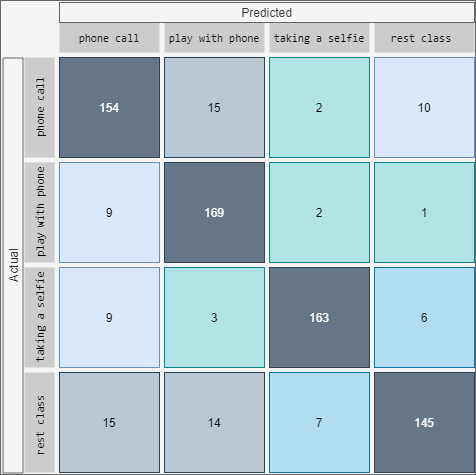 Predicted
phone call play with phone taking a selfie rest class
Actual
phone call 154 15 2 10
play with phone 9 169 2 1
taking a selfie 9 3 163 6
rest class 15 14 7 145